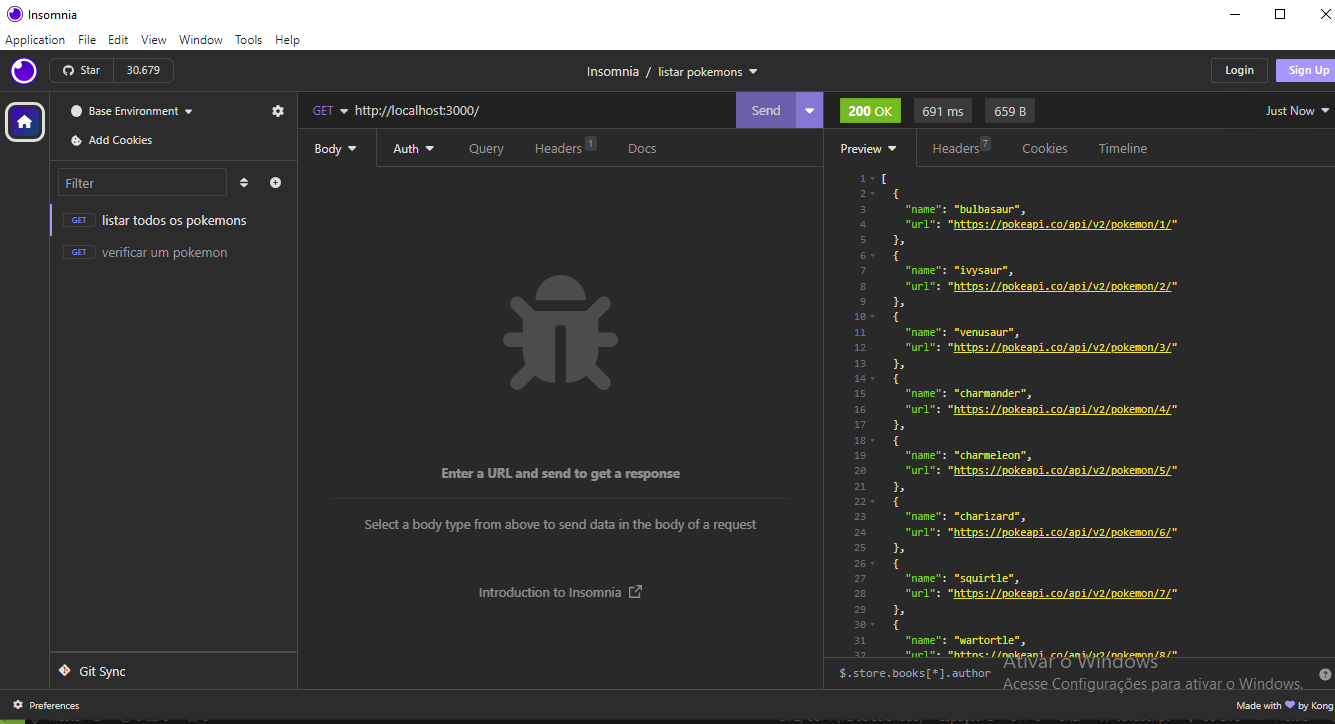 Insomnia
Application File Edit View Window Tools Help
Star 30.679
Insomnia / listar pokemons
Login Sign Up
Base Environment
Add Cookies
Filter
GET listar todos os pokemons
GET verificar um pokemon
Git Sync
GET http://localhost:3000/ Send
Body Auth Query Headers 1 Docs
Enter a URL and send to get a response
Select a body type from above to send data in the body of a request
Introduction to Insomnia
200 OK 691 ms 659 B Just Now
Preview Headers 7 Cookies Timeline
1 [
2 {
3 "name": "bulbasaur",
4 "url": "https://pokeapi.co/api/v2/pokemon/1/"
5 },
6 {
7 "name": "ivysaur",
8 "url": "https://pokeapi.co/api/v2/pokemon/2/"
9 },
10 {
11 "name": "venusaur",
12 "url": "https://pokeapi.co/api/v2/pokemon/3/"
13 },
14 {
15 "name": "charmander",
16 "url": "https://pokeapi.co/api/v2/pokemon/4/"
17 },
18 {
19 "name": "charmeleon",
20 "url": "https://pokeapi.co/api/v2/pokemon/5/"
21 },
22 {
23 "name": "charizard",
24 "url": "https://pokeapi.co/api/v2/pokemon/6/"
25 },
26 {
27 "name": "squirtle",
28 "url": "https://pokeapi.co/api/v2/pokemon/7/"
29 },
30 {
31 "name": "wartortle",
32 "url": "https://pokeapi.co/api/v2/pokemon/8/"
$.store.books[*].author
Ativar o Windows
Acesse Configurações para ativar o Windows.
Preferences
Made with by Kong